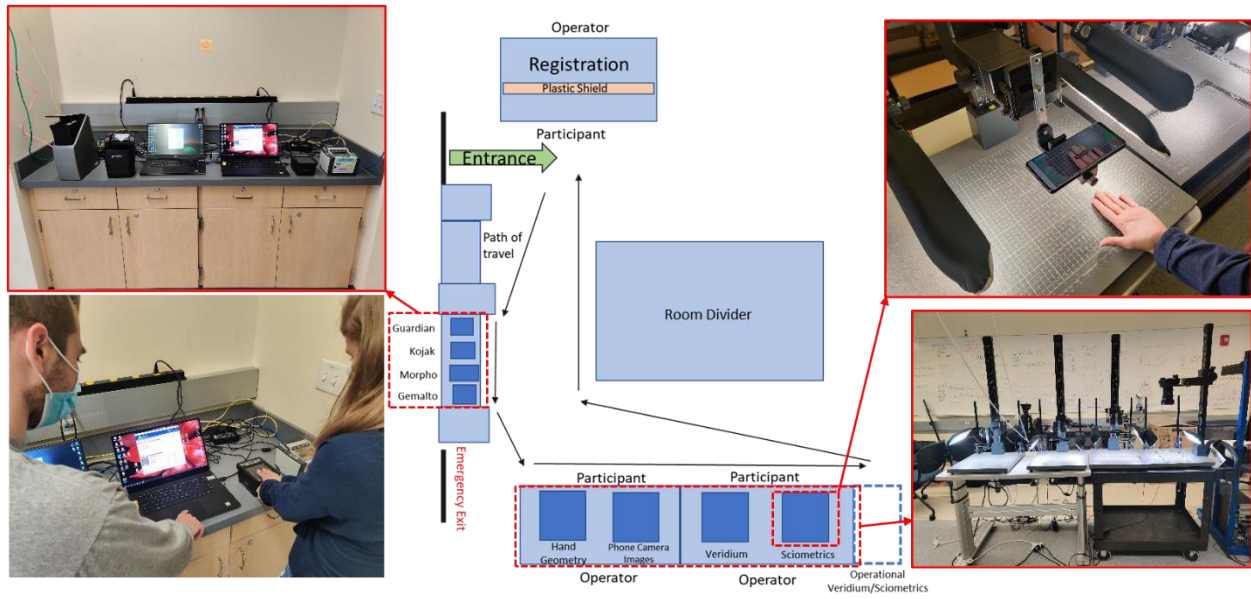 Operator
Registration
Plastic Shield
Participant
Entrance
Path of
travel
Room Divider
Guardian
Kojak
Morpho
Gemalto
Emergency Exit
Participant
Participant
Hand
Geometry
Phone Camera
Images
Veridium
Sciometrics
Operator
Operator
Operational
Veridium/Sciometrics